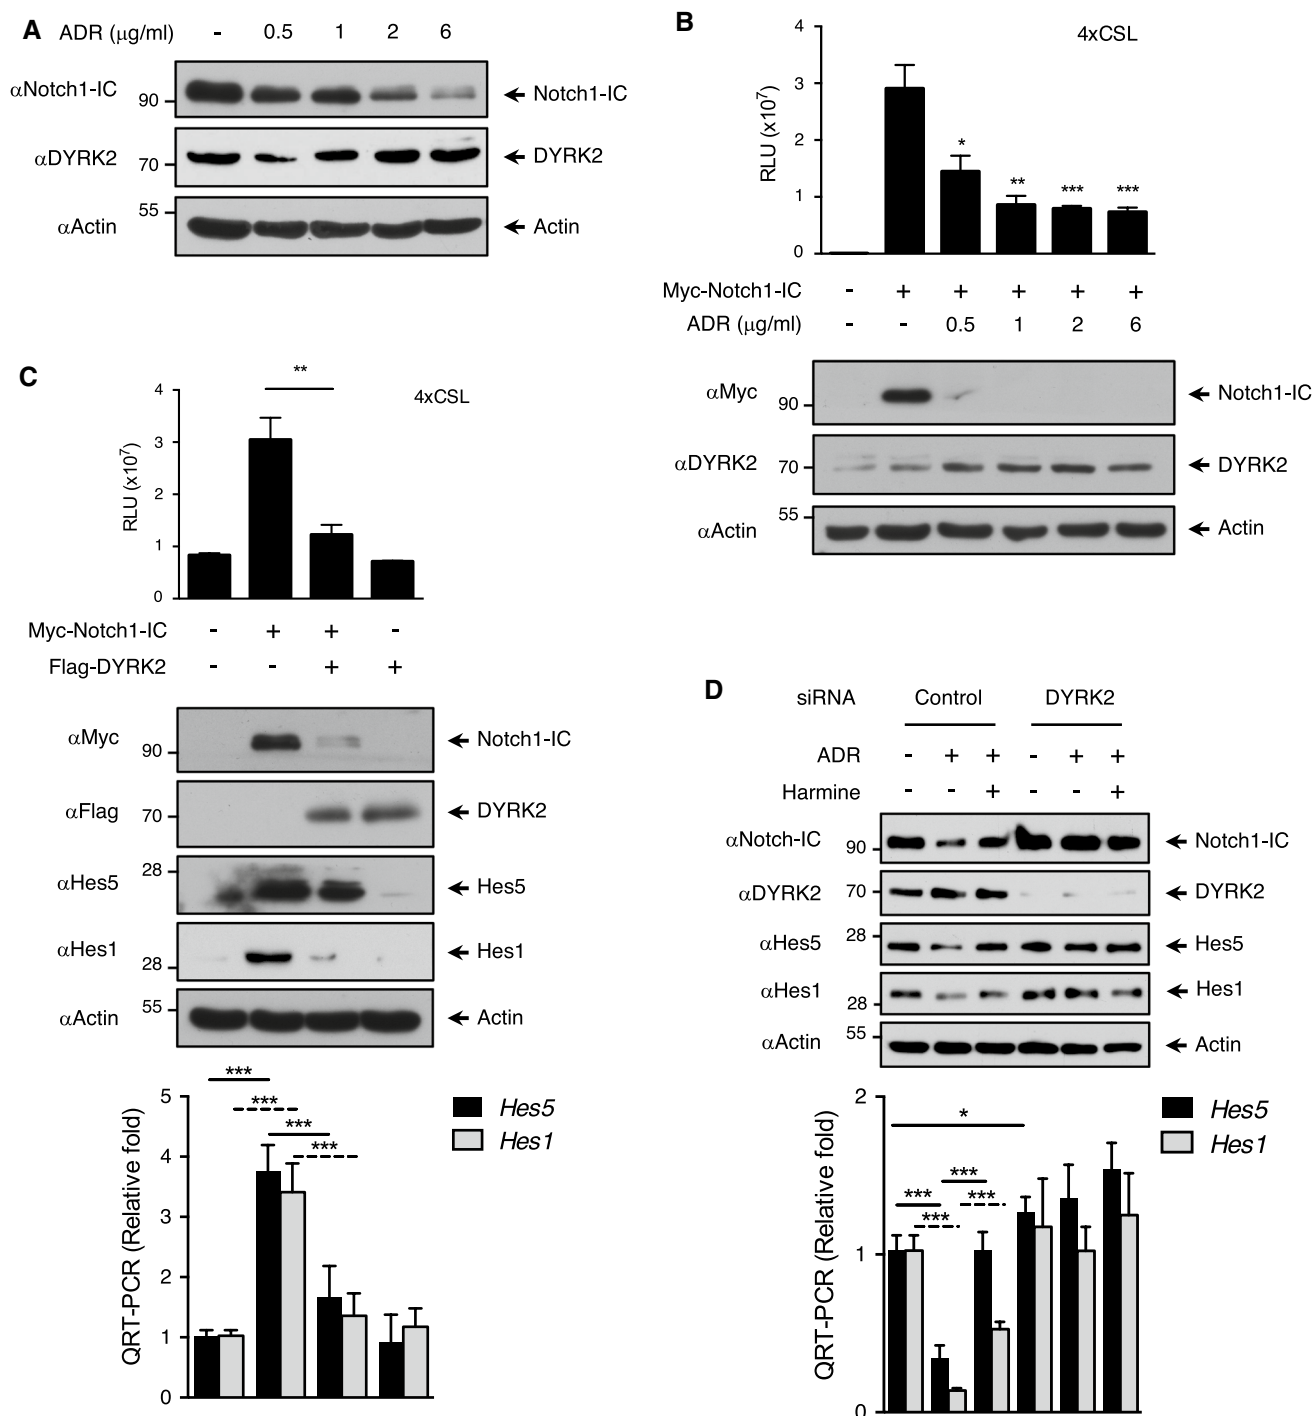 A
ADR (μg/ml) - 0.5 1 2 6
αNotch1-IC 90 Notch1-IC
αDYRK2 70 DYRK2
αActin 55 Actin
B
4xCSL
RLU (x10⁷)
4
3
2
1
0
* ** *** ***
Myc-Notch1-IC - + + + + +
ADR (μg/ml) - - 0.5 1 2 6
αMyc 90 Notch1-IC
αDYRK2 70 DYRK2
αActin 55 Actin
C
4xCSL
**
RLU (x10⁷)
4
3
2
1
0
Myc-Notch1-IC - + + -
Flag-DYRK2 - - + +
αMyc 90 Notch1-IC
αFlag 70 DYRK2
αHes5 28 Hes5
αHes1 28 Hes1
αActin 55 Actin
QRT-PCR (Relative fold)
5
4
3
2
1
0
***
***
***
***
Hes5
Hes1
D
siRNA Control DYRK2
ADR - + + - + +
Harmine - - + - - +
αNotch-IC 90 Notch1-IC
αDYRK2 70 DYRK2
αHes5 28 Hes5
αHes1 28 Hes1
αActin 55 Actin
QRT-PCR (Relative fold)
2
1
0
*
***
*** ***
***
Hes5
Hes1